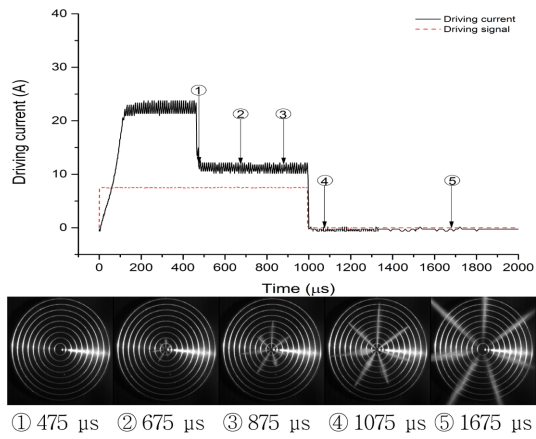 Driving current
Driving signal
40
30
20
10
0
Driving current (A)
①
②
③
④
⑤
0
200
400
600
800
1000
1200
1400
1600
1800
2000
Time (μs)
① 475 μs
② 675 μs
③ 875 μs
④ 1075 μs
⑤ 1675 μs